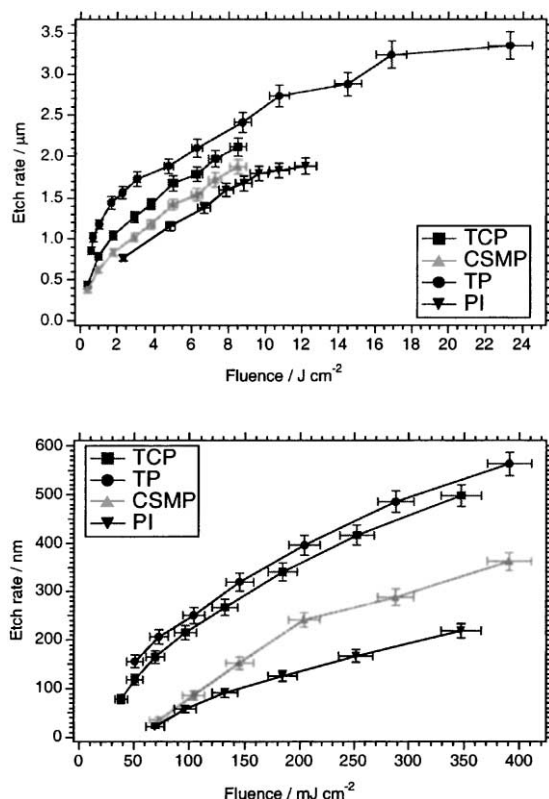 3.5
3.0
2.5
2.0
1.5
1.0
0.5
0.0
Etch rate / μm
TCP
CSMP
TP
PI
0 2 4 6 8 10 12 14 16 18 20 22 24
Fluence / J cm⁻²
600
500
400
300
200
100
0
Etch rate / nm
TCP
TP
CSMP
PI
0 50 100 150 200 250 300 350 400
Fluence / mJ cm⁻²